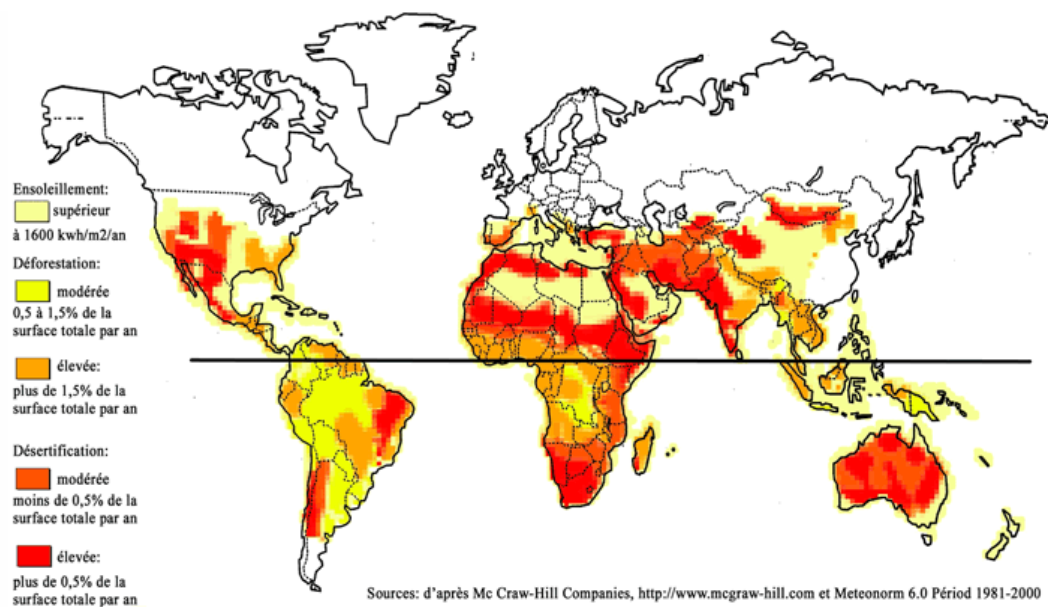 Ensoleillement:
supérieur
à 1600 kwh/m2/an
Déforestation:
modérée
0,5 à 1,5% de la
surface totale par an
élevée:
plus de 1,5% de la
surface totale par an
Désertification:
modérée
moins de 0,5% de la
surface totale par an
élevée:
plus de 0,5% de la
surface totale par an
Sources: d'après Mc Craw-Hill Companies, http://www.mcgraw-hill.com et Meteonorm 6.0 Périod 1981-2000